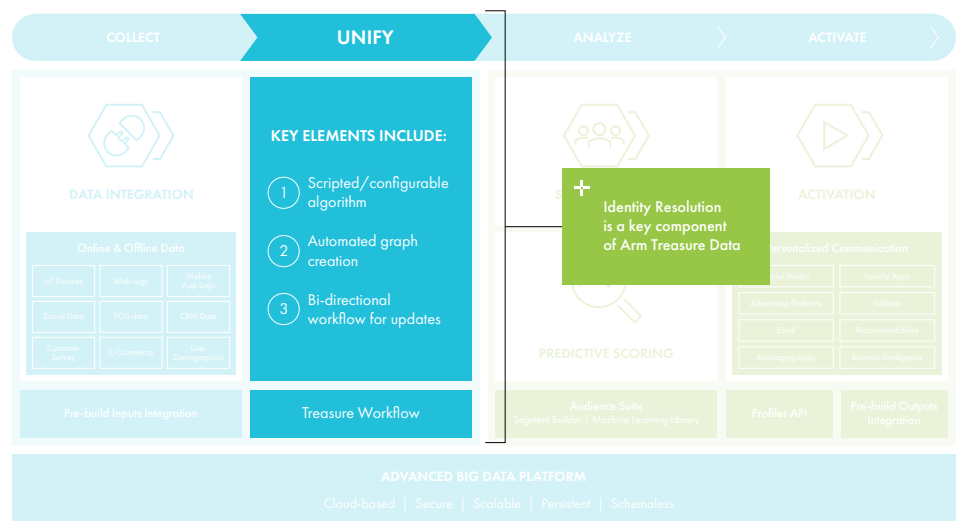 COLLECT
UNIFY
ANALYZE
ACTIVATE
DATA INTEGRATION
Online & Offline Data
IoT Devices
Web Logs
Mobile
App Logs
Social Data
POS data
CRM Data
Customer
Survey
E-Commerce
User
Demographics
Pre-build Inputs Integration
KEY ELEMENTS INCLUDE:
1 Scripted/configurable
algorithm
2 Automated graph
creation
3 Bi-directional
workflow for updates
Treasure Workflow
Identity Resolution
is a key component
of Arm Treasure Data
PREDICTIVE SCORING
Audience Suite
Segment Builder | Machine Learning Library
ACTIVATION
Personalized Communication
Social Media
Loyalty Apps
Advertising Platforms
Website
Email
Recommendations
Messaging Apps
Business Intelligence
Profiles API
Pre-build Outputs
Integration
ADVANCED BIG DATA PLATFORM
Cloud-based | Secure | Scalable | Persistent | Schemaless